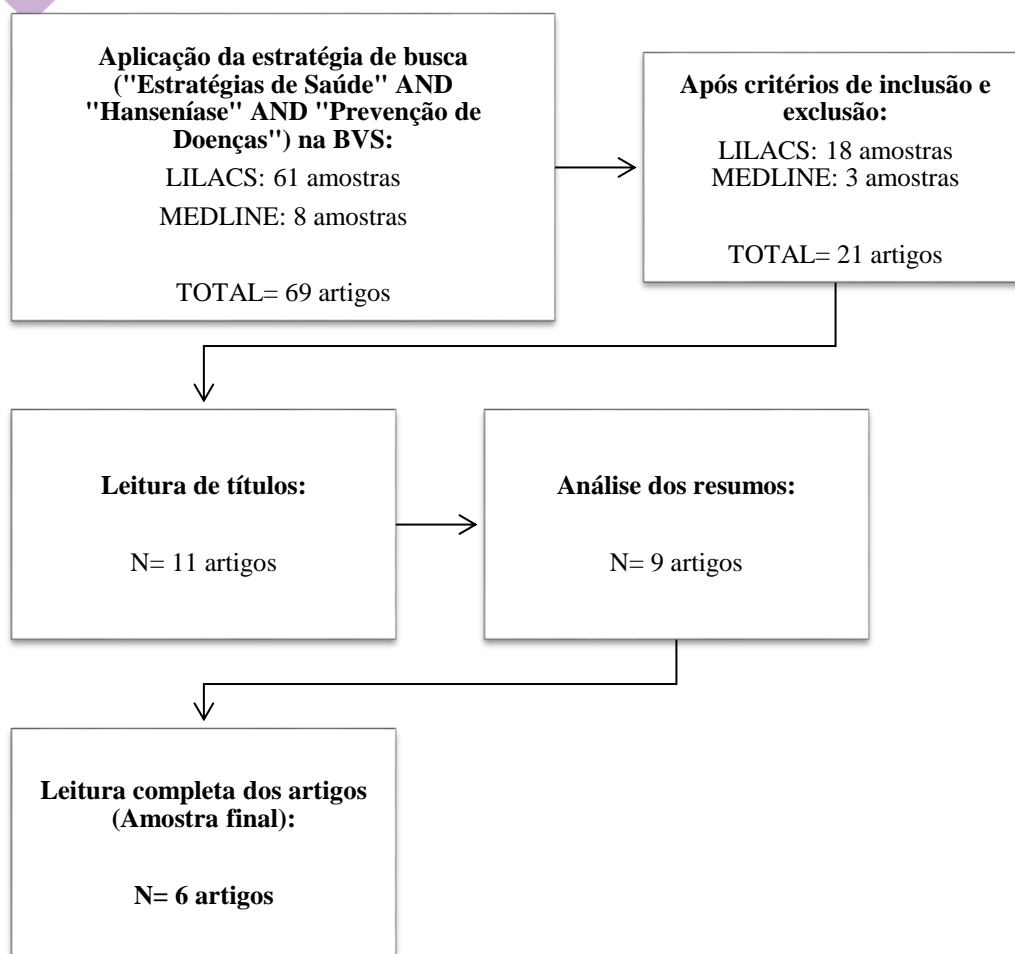 Aplicação da estratégia de busca
("Estratégias de Saúde" AND
"Hanseníase" AND "Prevenção de
Doenças") na BVS:
LILACS: 61 amostras
MEDLINE: 8 amostras
TOTAL= 69 artigos
Após critérios de inclusão e
exclusão:
LILACS: 18 amostras
MEDLINE: 3 amostras
TOTAL= 21 artigos
Leitura de títulos:
N= 11 artigos
Análise dos resumos:
N= 9 artigos
Leitura completa dos artigos
(Amostra final):
N= 6 artigos